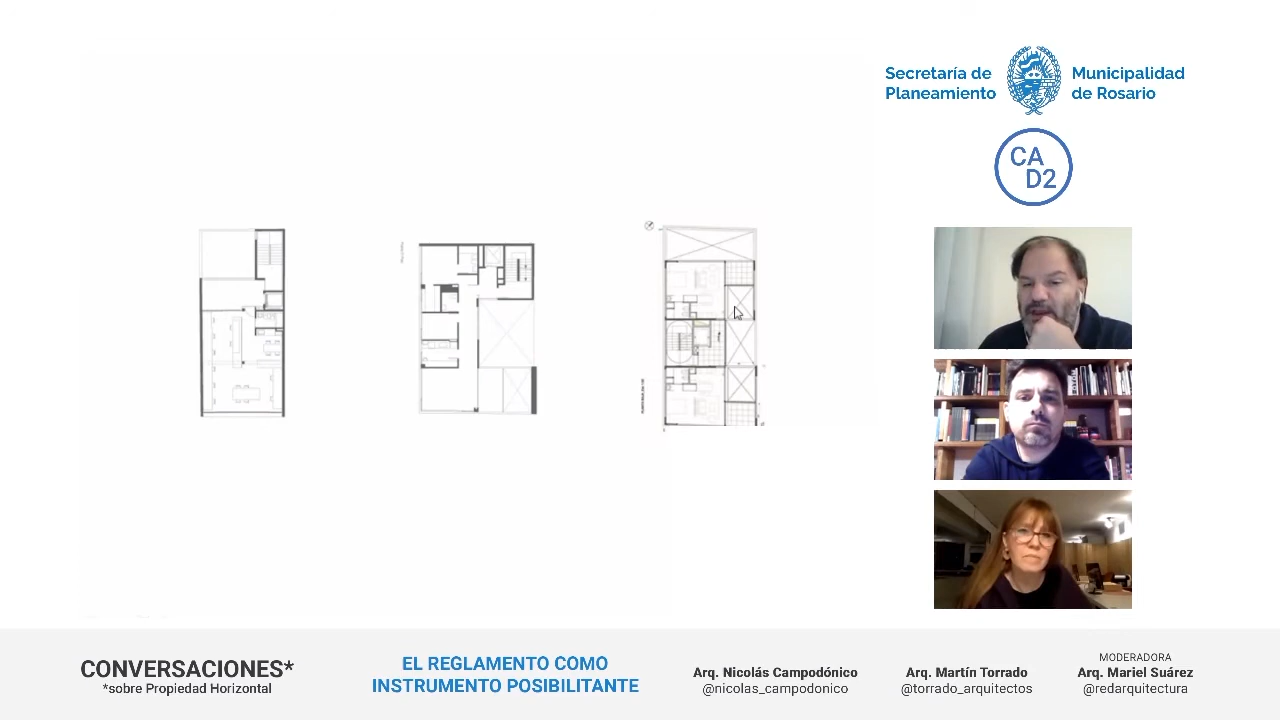 Secretaría de
Planeamiento
Municipalidad
de Rosario
CA
D2
CONVERSACIONES*
*sobre Propiedad Horizontal
EL REGLAMENTO COMO
INSTRUMENTO POSIBILITANTE
Arq. Nicolás Campodónico
@nicolas_campodonico
Arq. Martín Torrado
@torrado_arquitectos
MODERADORA
Arq. Mariel Suárez
@redarquitectura